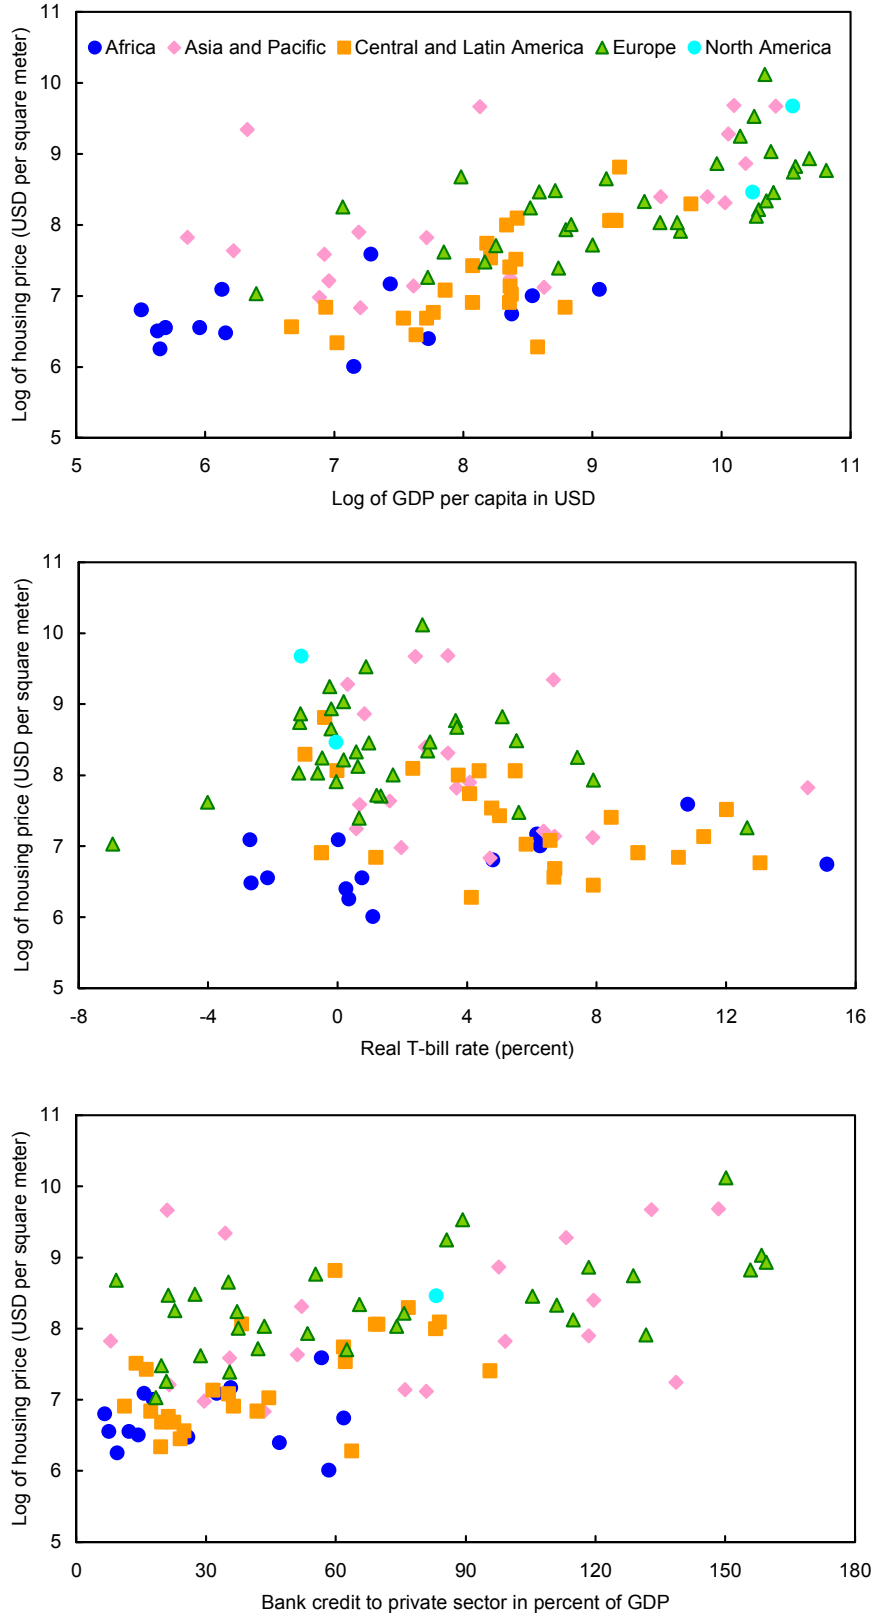 11
Africa Asia and Pacific Central and Latin America Europe North America
10
9
8
7
6
5
5 6 7 8 9 10 11
Log of GDP per capita in USD
Log of housing price (USD per square meter)
11
10
9
8
7
6
5
-8 -4 0 4 8 12 16
Real T-bill rate (percent)
Log of housing price (USD per square meter)
11
10
9
8
7
6
5
0 30 60 90 120 150 180
Bank credit to private sector in percent of GDP
Log of housing price (USD per square meter)